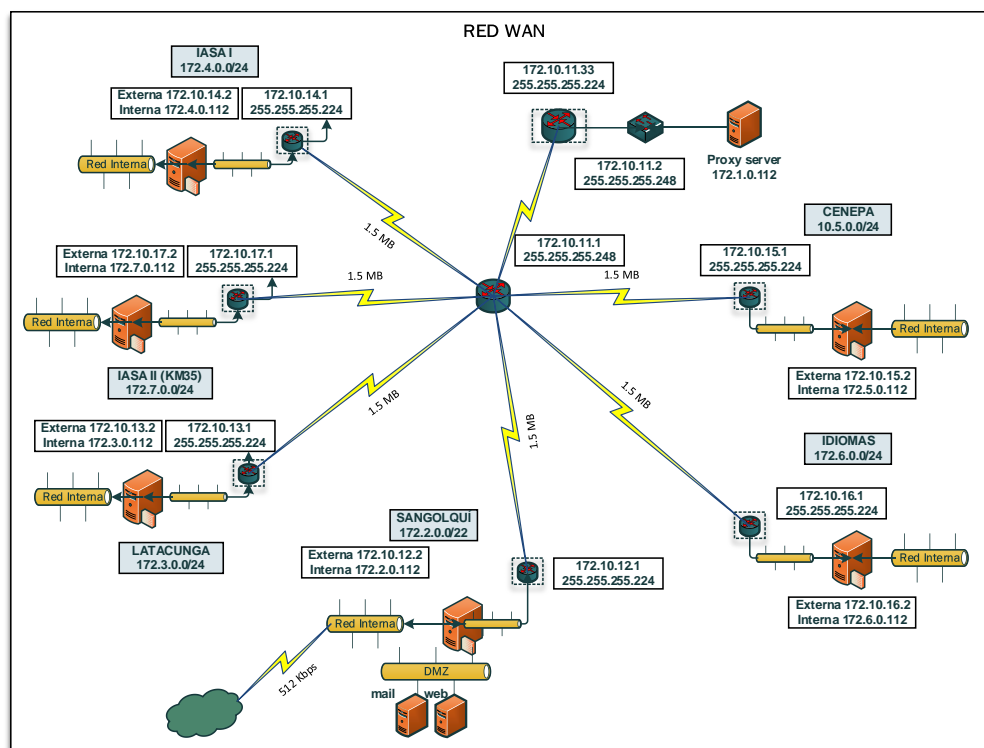 RED WAN
IASA I
172.4.0.0/24
Externa 172.10.14.2
Interna 172.4.0.112
172.10.14.1
255.255.255.224
Red Interna
1.5 MB
172.10.11.33
255.255.255.224
172.10.11.2
255.255.255.248
Proxy server
172.1.0.112
Externa 172.10.17.2
Interna 172.7.0.112
172.10.17.1
255.255.255.224
Red Interna
1.5 MB
IASA II (KM35)
172.7.0.0/24
172.10.11.1
255.255.255.248
CENEPA
10.5.0.0/24
172.10.15.1
255.255.255.224
1.5 MB
Red Interna
Externa 172.10.15.2
Interna 172.5.0.112
Externa 172.10.13.2
Interna 172.3.0.112
172.10.13.1
255.255.255.224
Red Interna
1.5 MB
LATACUNGA
172.3.0.0/24
1.5 MB
IDIOMAS
172.6.0.0/24
172.10.16.1
255.255.255.224
Red Interna
Externa 172.10.16.2
Interna 172.6.0.112
1.5 MB
SANGOLQUÍ
172.2.0.0/22
Externa 172.10.12.2
Interna 172.2.0.112
172.10.12.1
255.255.255.224
Red Interna
512 Kbps
DMZ
mail
web